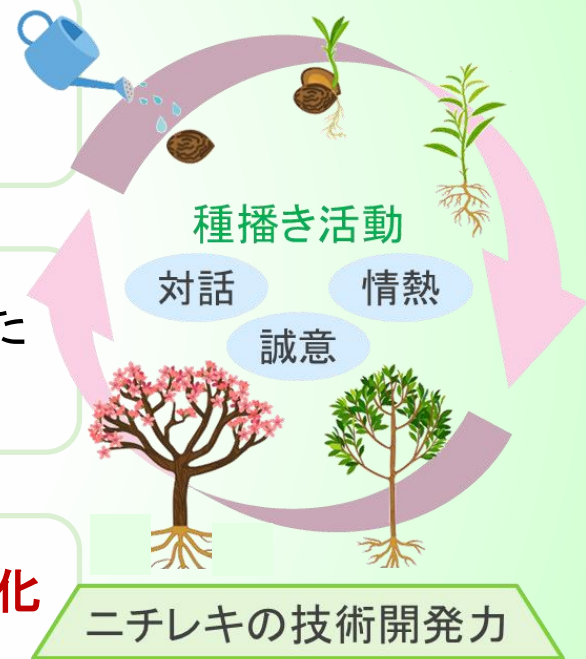 種播き活動
対話
情熱
誠意
た
化
ニチレキの技術開発力